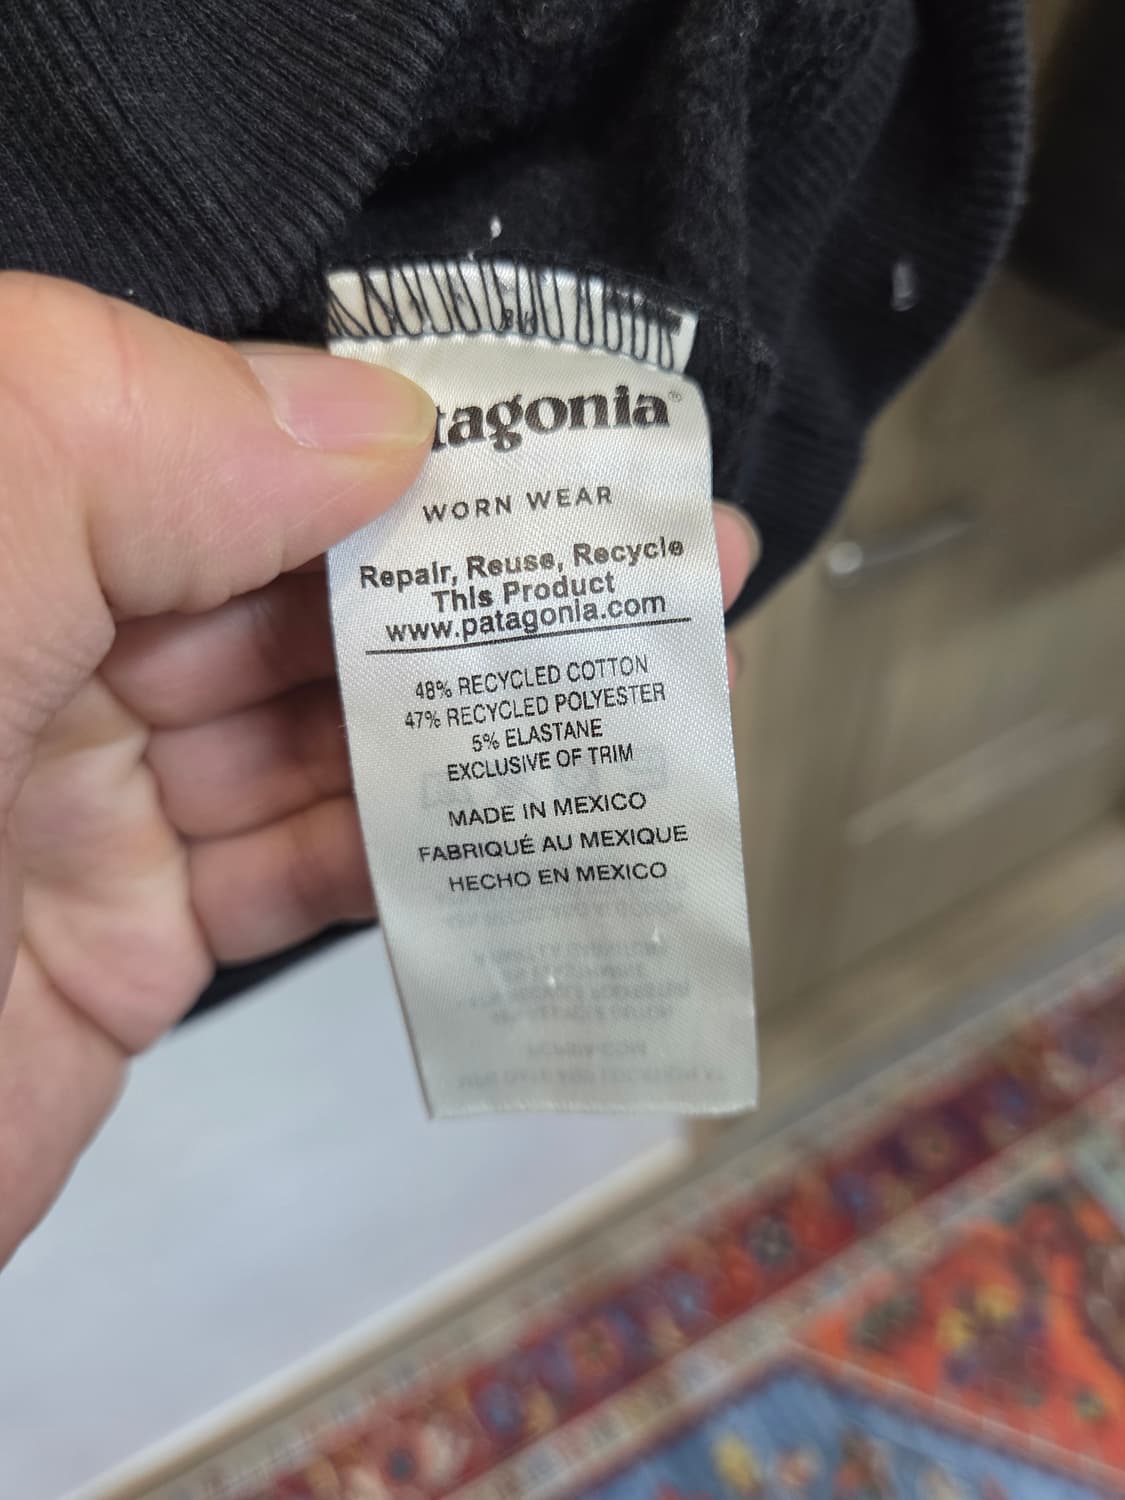 tagonia®
WORN WEAR
Repair, Reuse, Recycle
This Product
www.patagonia.com
48% RECYCLED COTTON
47% RECYCLED POLYESTER
5% ELASTANE
EXCLUSIVE OF TRIM
MADE IN MEXICO
FABRIQUÉ AU MEXIQUE
HECHO EN MEXICO